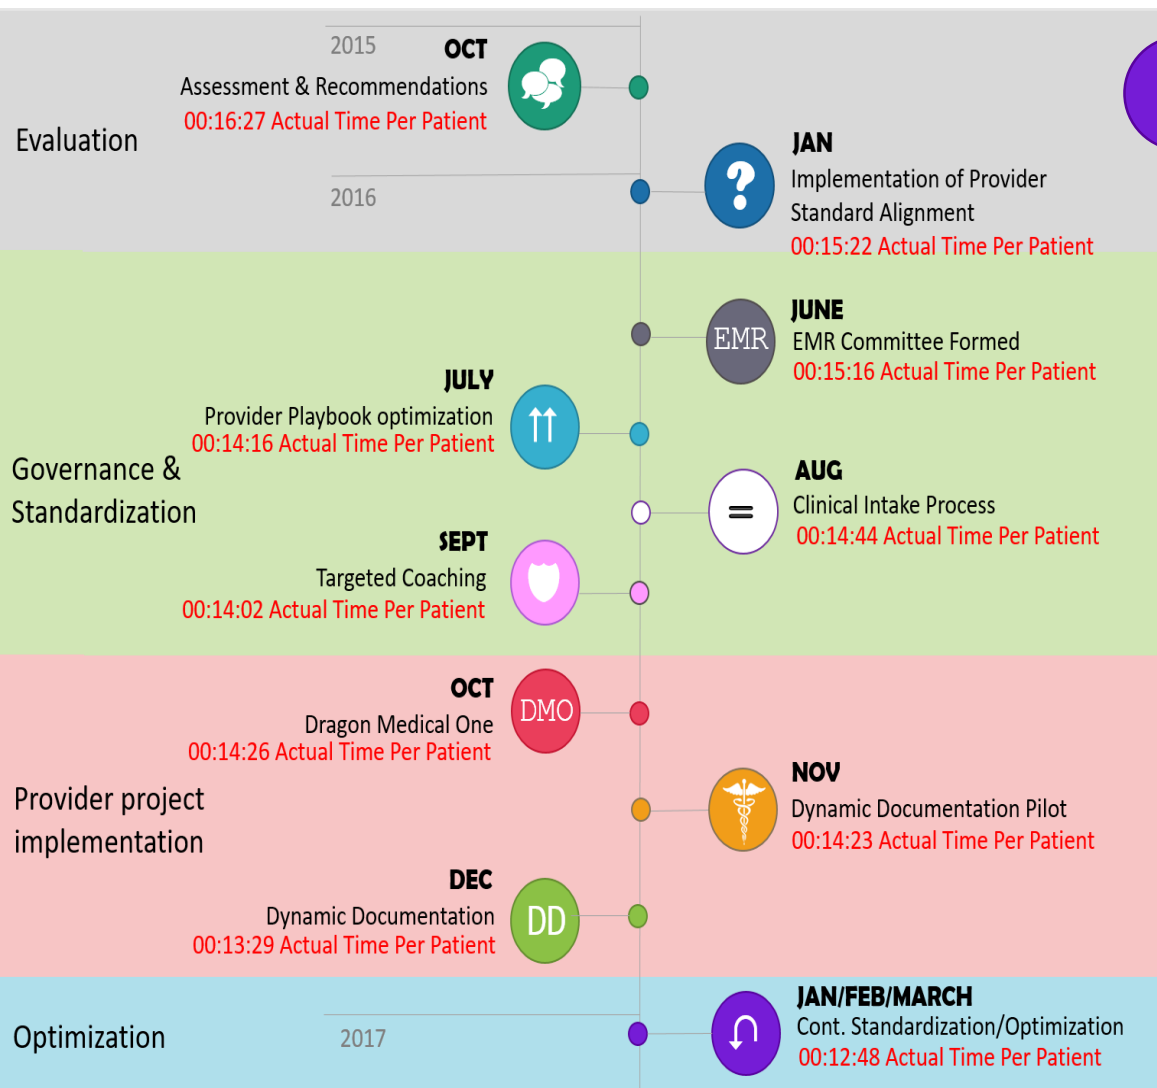 2015
OCT
Assessment & Recommendations
00:16:27 Actual Time Per Patient
Evaluation
JAN
Implementation of Provider
Standard Alignment
00:15:22 Actual Time Per Patient
2016
?
JUNE
EMR
EMR Committee Formed
00:15:16 Actual Time Per Patient
JULY
Provider Playbook optimization
00:14:16 Actual Time Per Patient
Governance &
Standardization
AUG
=
Clinical Intake Process
00:14:44 Actual Time Per Patient
SEPT
Targeted Coaching
00:14:02 Actual Time Per Patient
OCT
DMO
Dragon Medical One
00:14:26 Actual Time Per Patient
Provider project
implementation
NOV
Dynamic Documentation Pilot
00:14:23 Actual Time Per Patient
DEC
DD
Dynamic Documentation
00:13:29 Actual Time Per Patient
Optimization
2017
JAN/FEB/MARCH
Cont. Standardization/Optimization
00:12:48 Actual Time Per Patient